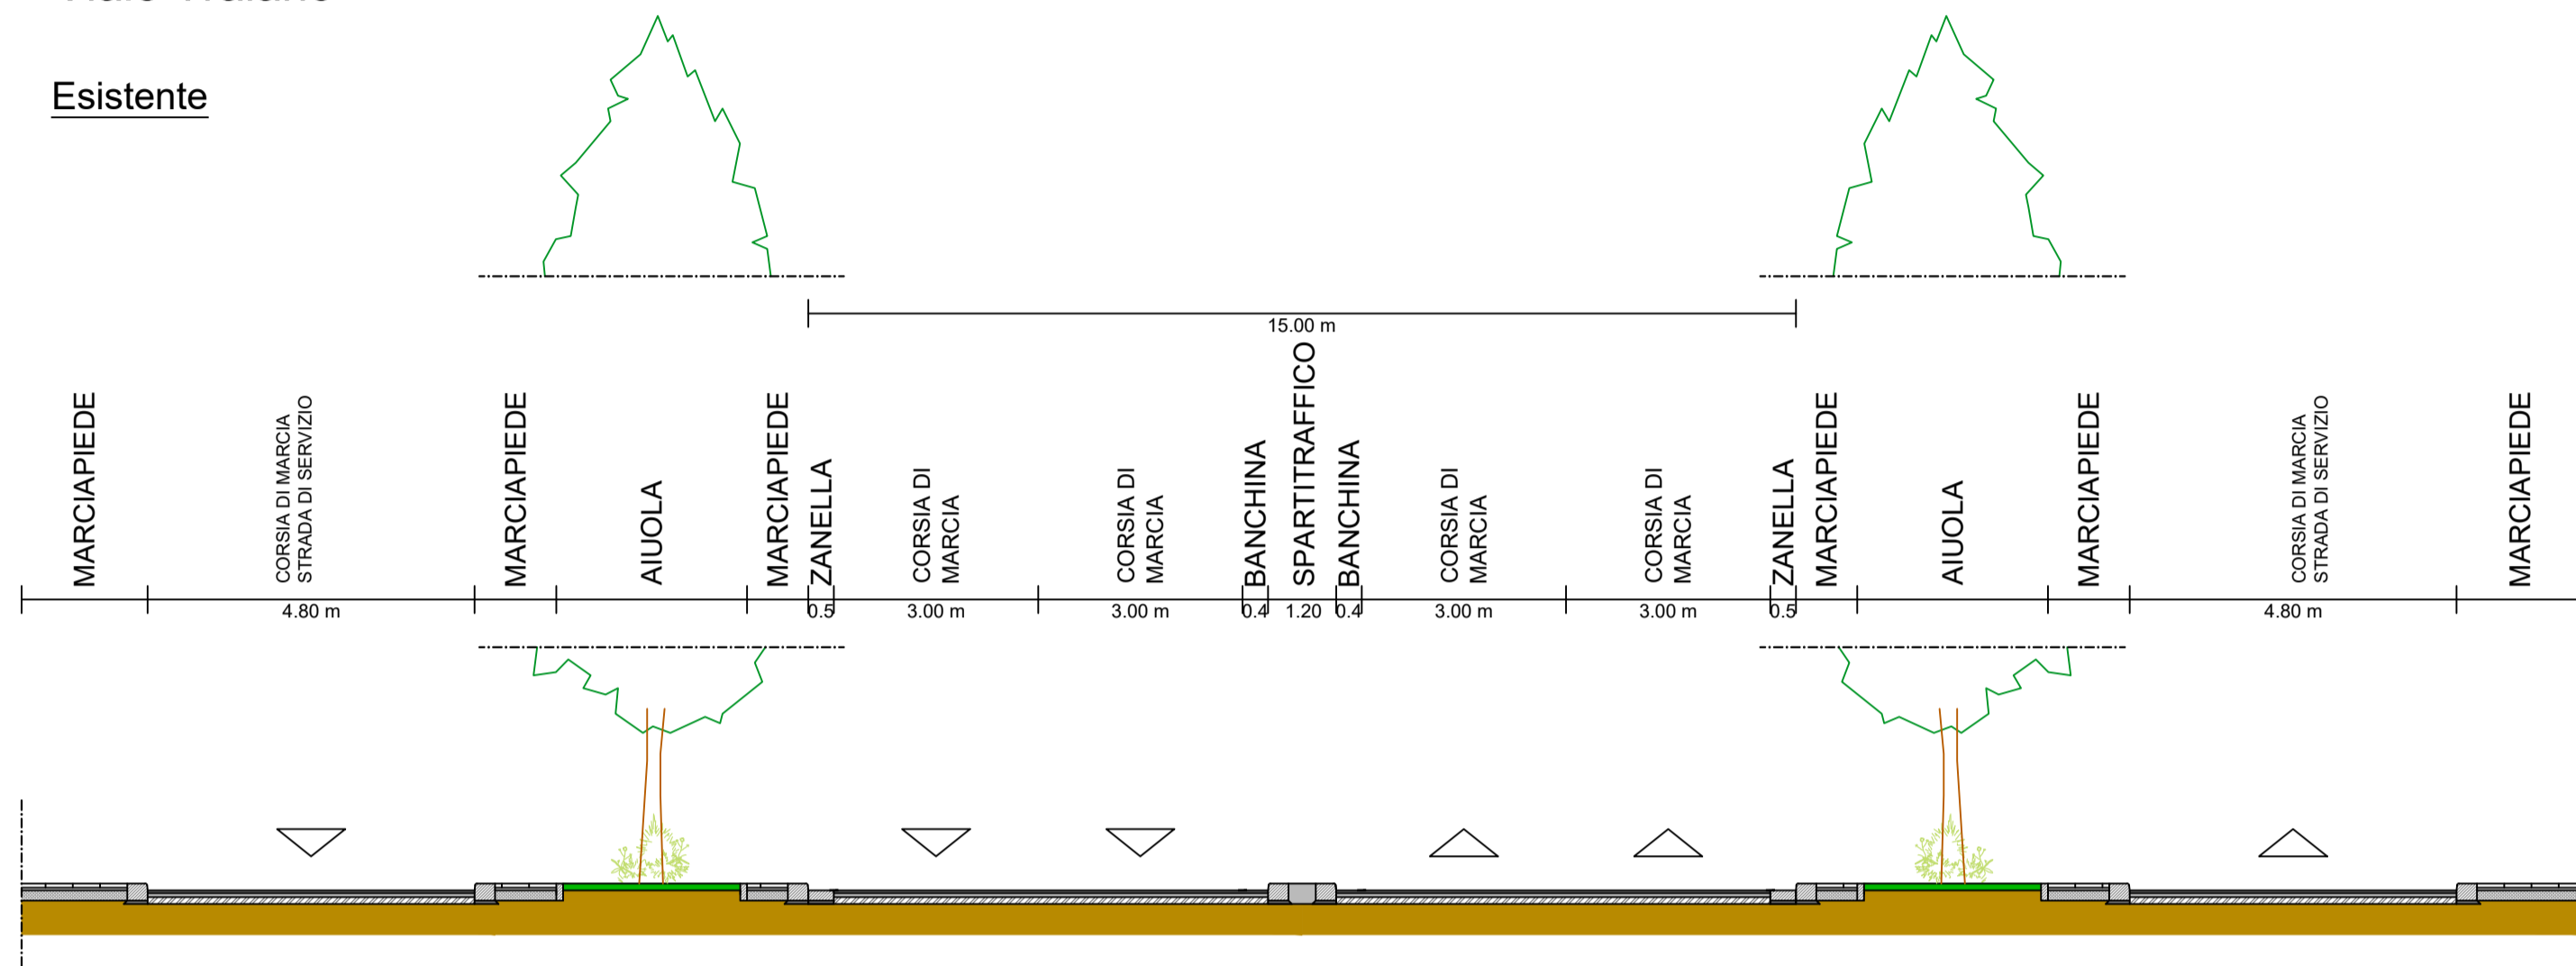 Esistente
15.00 m
MARCIAPIEDE
CORSIA DI MARCIA
STRADA DI SERVIZIO
MARCIAPIEDE
AIUOLA
MARCIAPIEDE
ZANELLA
CORSIA DI
MARCIA
CORSIA DI
MARCIA
BANCHINA
SPARTITRAFFICO
BANCHINA
CORSIA DI
MARCIA
CORSIA DI
MARCIA
ZANELLA
MARCIAPIEDE
AIUOLA
MARCIAPIEDE
CORSIA DI MARCIA
STRADA DI SERVIZIO
MARCIAPIEDE
4.80 m
0.5
3.00 m
3.00 m
0.4
1.20
0.4
3.00 m
3.00 m
0.5
4.80 m